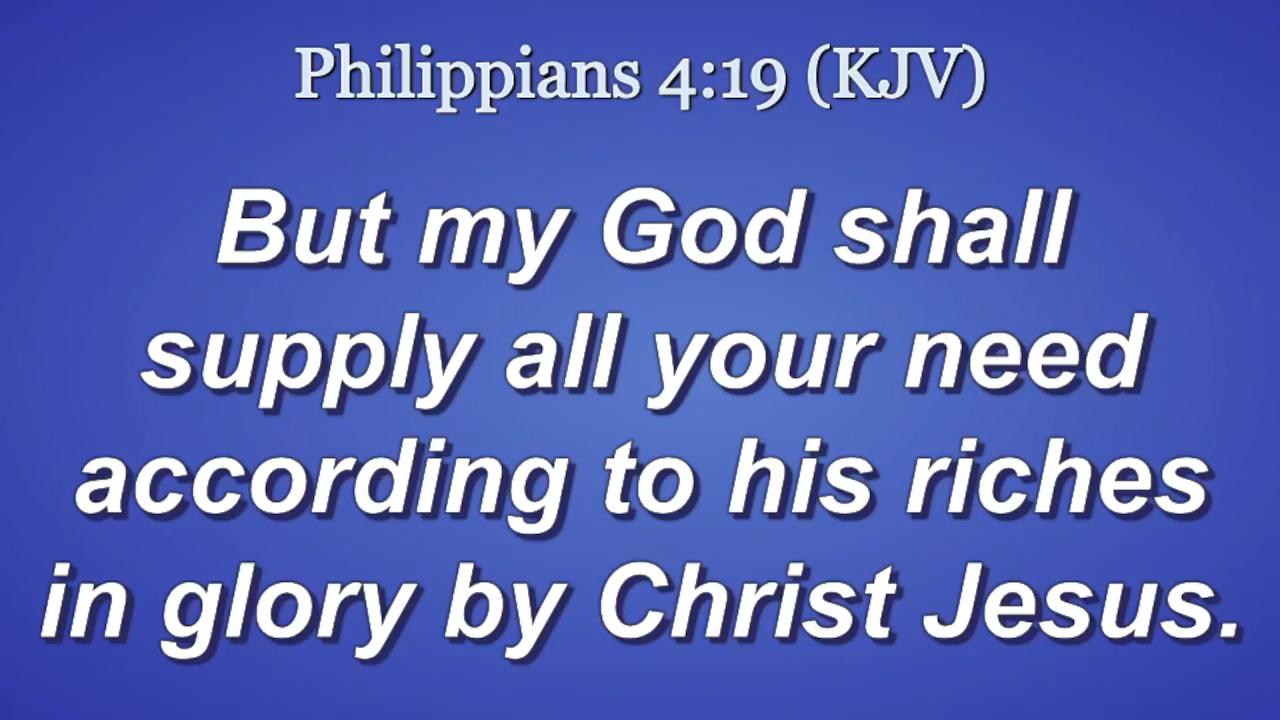 Philippians 4:19 (KJV)
But my God shall
supply all your need
according to his riches
in glory by Christ Jesus.